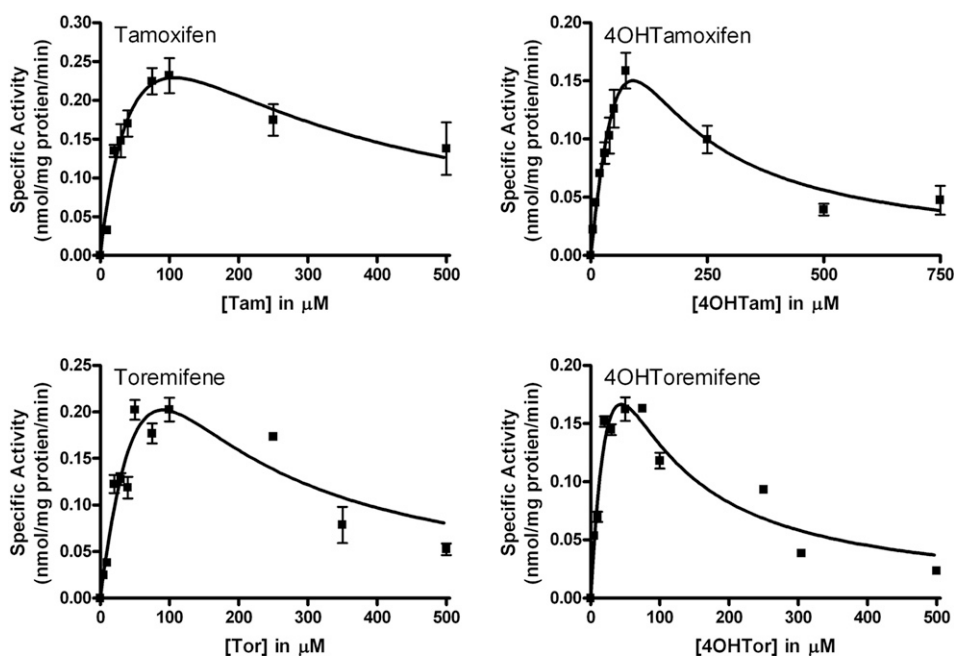 Tamoxifen
Specific Activity
(nmol/mg protien/min)
0.30
0.25
0.20
0.15
0.10
0.05
0.00
0 100 200 300 400 500
[Tam] in μM
4OHTamoxifen
Specific Activity
(nmol/mg protien/min)
0.20
0.15
0.10
0.05
0.00
0 250 500 750
[4OHTam] in μM
Toremifene
Specific Activity
(nmol/mg protien/min)
0.25
0.20
0.15
0.10
0.05
0.00
0 100 200 300 400 500
[Tor] in μM
4OHToremifene
Specific Activity
(nmol/mg protien/min)
0.20
0.15
0.10
0.05
0.00
0 100 200 300 400 500
[4OHTor] in μM